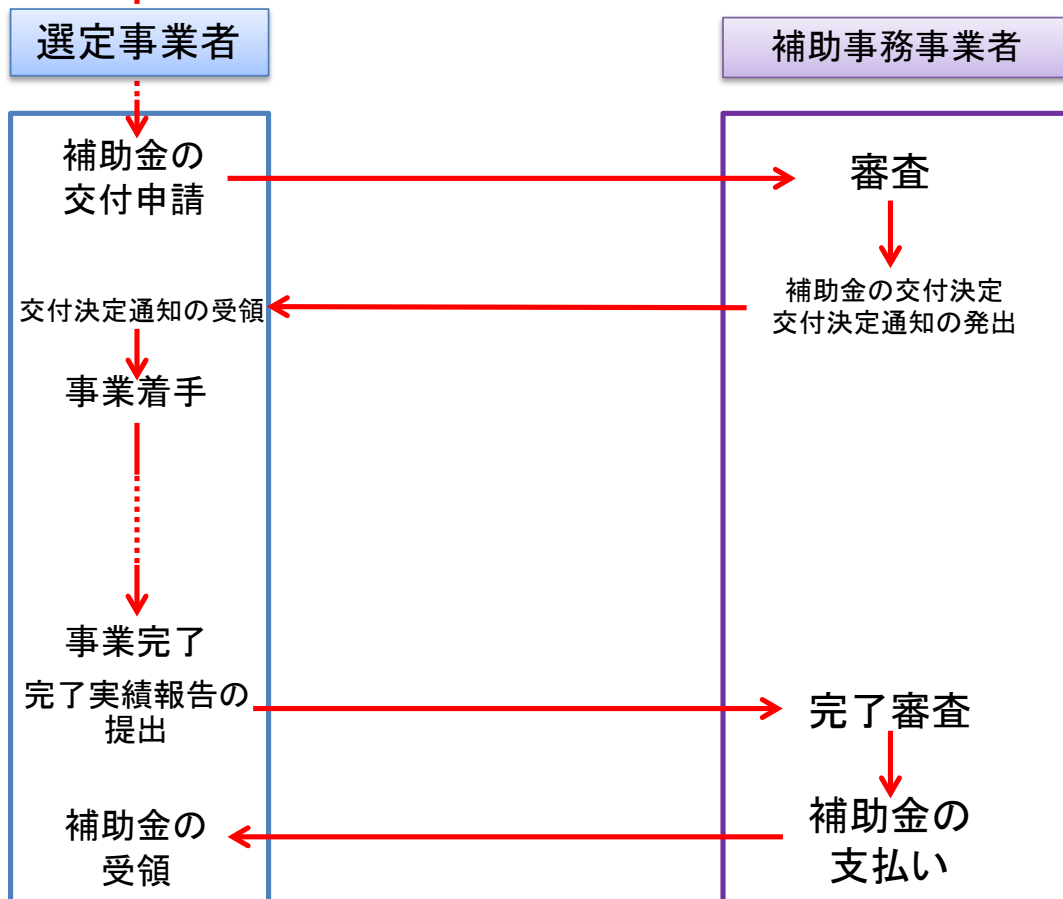 選定事業者
補助事務事業者
補助金の
交付申請
審査
交付決定通知の受領
補助金の交付決定
交付決定通知の発出
事業着手
事業完了
完了実績報告の
提出
完了審査
補助金の
受領
補助金の
支払い